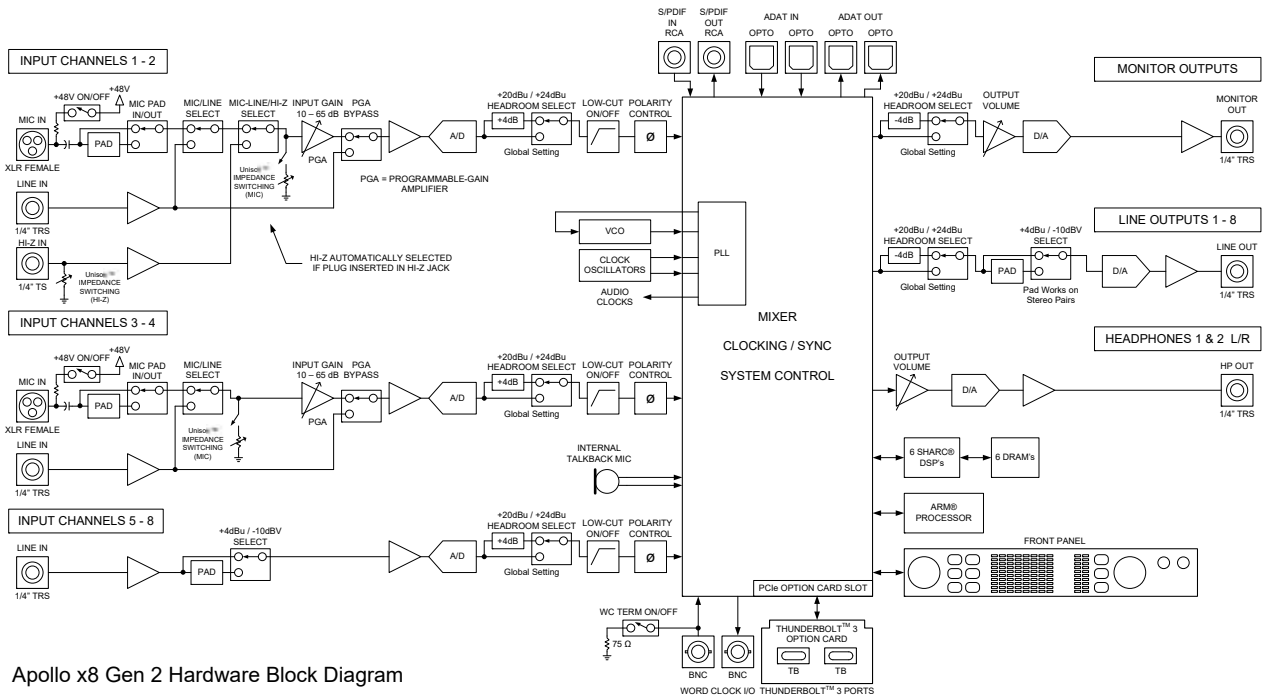 S/PDIF
IN
RCA
S/PDIF
OUT
RCA
ADAT IN
OPTO
OPTO
ADAT OUT
OPTO
OPTO
INPUT CHANNELS 1 - 2
+48V ON/OFF
+48V
MIC IN
XLR FEMALE
PAD
MIC PAD
IN/OUT
MIC/LINE
SELECT
MIC-LINE/HI-Z
SELECT
INPUT GAIN
10 – 65 dB
PGA
PGA
BYPASS
A/D
+20dBu / +24dBu
HEADROOM SELECT
+4dB
Global Setting
LOW-CUT
ON/OFF
POLARITY
CONTROL
Ø
Unison™
IMPEDANCE
SWITCHING
(MIC)
PGA = PROGRAMMABLE-GAIN
AMPLIFIER
LINE IN
1/4" TRS
HI-Z IN
1/4" TS
Unison™
IMPEDANCE
SWITCHING
(HI-Z)
HI-Z AUTOMATICALLY SELECTED
IF PLUG INSERTED IN HI-Z JACK
INPUT CHANNELS 3 - 4
+48V ON/OFF
+48V
MIC IN
XLR FEMALE
PAD
MIC PAD
IN/OUT
MIC/LINE
SELECT
INPUT GAIN
10 – 65 dB
PGA
PGA
BYPASS
A/D
+20dBu / +24dBu
HEADROOM SELECT
+4dB
Global Setting
LOW-CUT
ON/OFF
POLARITY
CONTROL
Ø
Unison™
IMPEDANCE
SWITCHING
(MIC)
LINE IN
1/4" TRS
INPUT CHANNELS 5 - 8
LINE IN
1/4" TRS
PAD
+4dBu / -10dBV
SELECT
A/D
+20dBu / +24dBu
HEADROOM SELECT
+4dB
Global Setting
LOW-CUT
ON/OFF
POLARITY
CONTROL
Ø
VCO
CLOCK
OSCILLATORS
AUDIO
CLOCKS
PLL
INTERNAL
TALKBACK MIC
MIXER
CLOCKING / SYNC
SYSTEM CONTROL
PCIe OPTION CARD SLOT
WC TERM ON/OFF
75 Ω
BNC
BNC
WORD CLOCK I/O
THUNDERBOLT™ 3
OPTION CARD
TB
TB
THUNDERBOLT™ 3 PORTS
MONITOR OUTPUTS
+20dBu / +24dBu
HEADROOM SELECT
-4dB
Global Setting
OUTPUT
VOLUME
D/A
MONITOR
OUT
1/4" TRS
LINE OUTPUTS 1 - 8
+20dBu / +24dBu
HEADROOM SELECT
-4dB
Global Setting
PAD
+4dBu / -10dBV
SELECT
Pad Works on
Stereo Pairs
D/A
LINE OUT
1/4" TRS
HEADPHONES 1 & 2 L/R
OUTPUT
VOLUME
D/A
HP OUT
1/4" TRS
6 SHARC®
DSP's
6 DRAM's
ARM®
PROCESSOR
FRONT PANEL
Apollo x8 Gen 2 Hardware Block Diagram